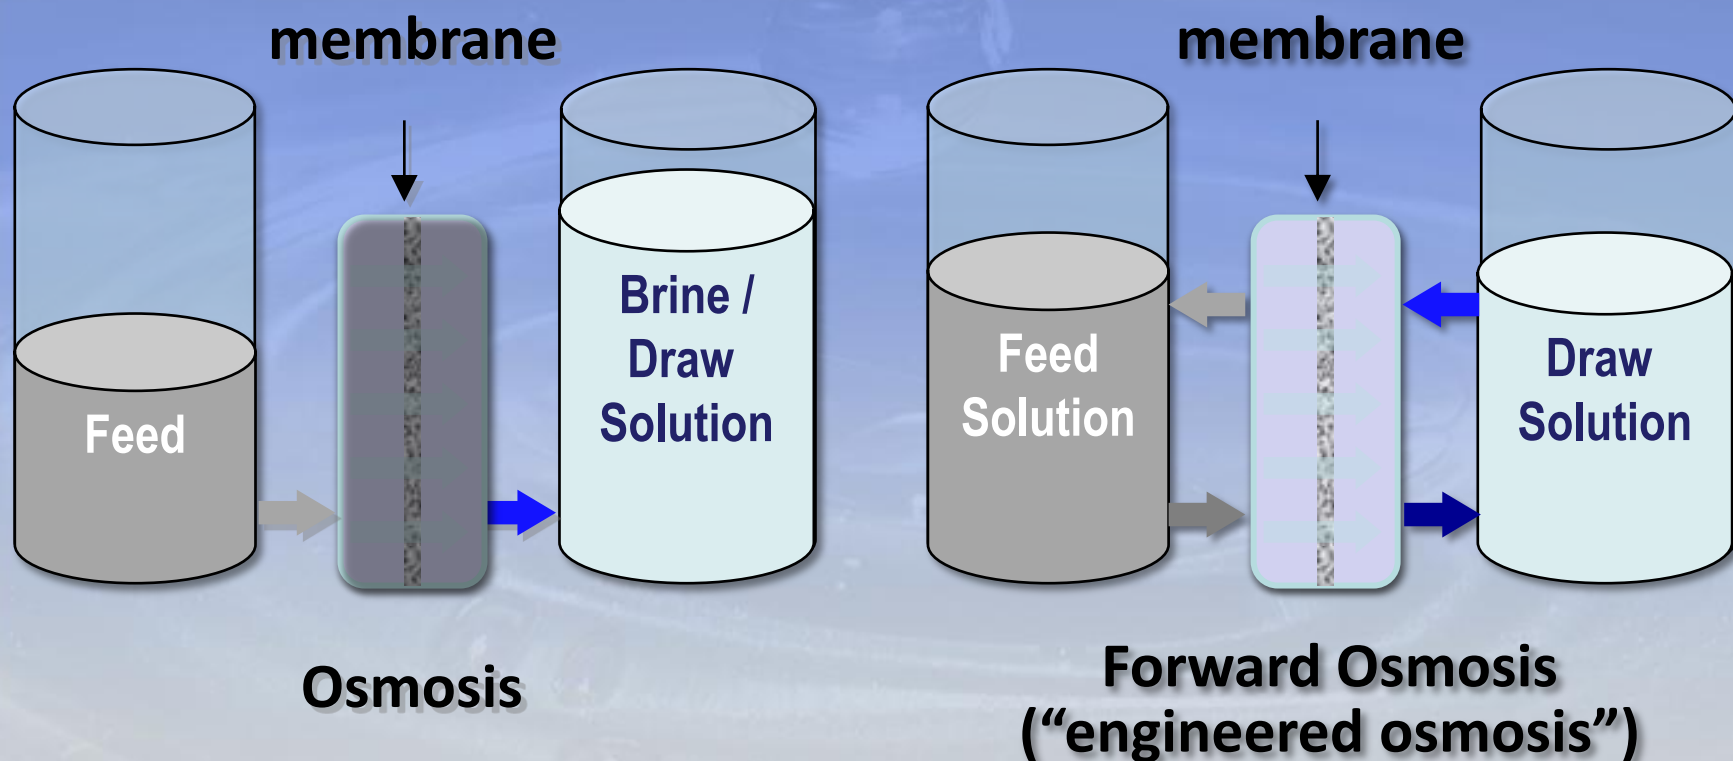 membrane
Feed
Brine /
Draw
Solution
Osmosis
membrane
Feed
Solution
Draw
Solution
Forward Osmosis
(“engineered osmosis”)